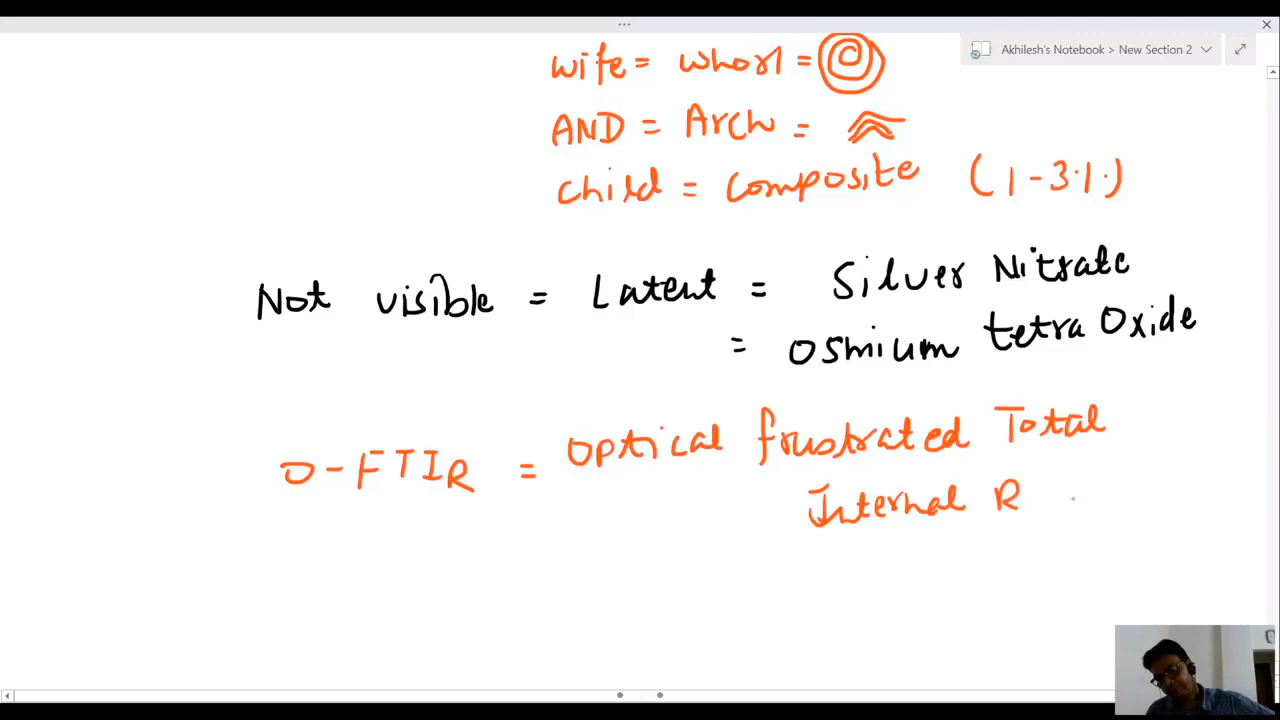 Akhilesh's Notebook > New Section 2
wife = whorl =
AND = Arch =
child = composite (1-3%)
Not visible = Latent = Silver Nitrate
= Osmium tetra Oxide
O-FTIR = Optical frustrated Total
Internal R